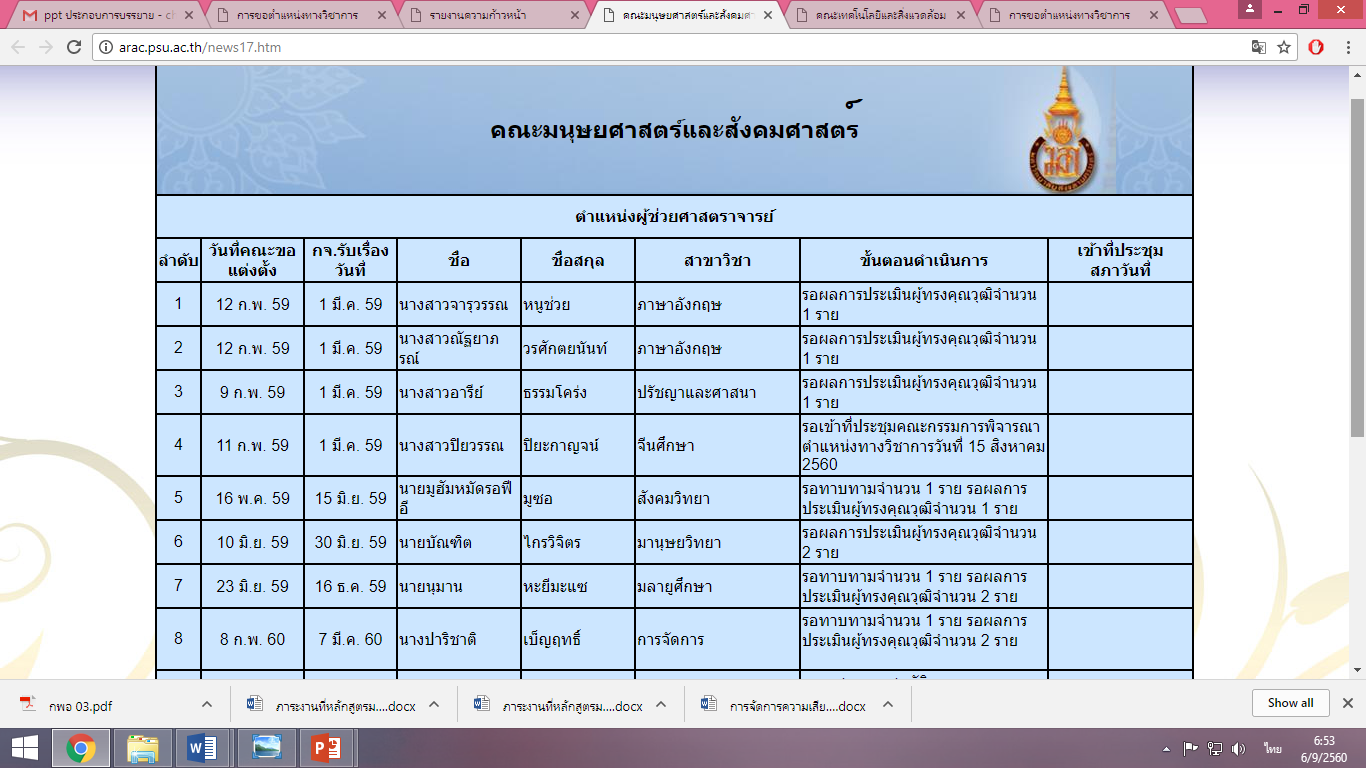 ppt ประกอบการบรรยาย - ch
การขอตำแหน่งทางวิชาการ
รายงานความก้าวหน้า
คณะมนุษยศาสตร์และสังคมศา
คณะเทคโนโลยีและสิ่งแวดล้อม
การขอตำแหน่งทางวิชาการ
arac.psu.ac.th/news17.htm
คณะมนุษยศาสตร์และสังคมศาสตร์
ตำแหน่งผู้ช่วยศาสตราจารย์
ลำดับ วันที่คณะขอ กจ.รับเรื่อง ชื่อ ชื่อสกุล สาขาวิชา ขั้นตอนดำเนินการ เข้าที่ประชุม
แต่งตั้ง วันที่ สภาวันที่
1 12 ก.พ. 59 1 มี.ค. 59 นางสาวจารุวรรณ หนูช่วย ภาษาอังกฤษ รอผลการประเมินผู้ทรงคุณวุฒิจำนวน
1 ราย
2 12 ก.พ. 59 1 มี.ค. 59 นางสาวณัฐยาภ วรศักตยนันท์ ภาษาอังกฤษ รอผลการประเมินผู้ทรงคุณวุฒิจำนวน
รณ์ 1 ราย
3 9 ก.พ. 59 1 มี.ค. 59 นางสาวอารีย์ ธรรมโคร่ง ปรัชญาและศาสนา รอผลการประเมินผู้ทรงคุณวุฒิจำนวน
1 ราย
4 11 ก.พ. 59 1 มี.ค. 59 นางสาวปิยวรรณ ปิยะกาญจน์ จีนศึกษา รอเข้าที่ประชุมคณะกรรมการพิจารณา
ตำแหน่งทางวิชาการวันที่ 15 สิงหาคม
2560
5 16 พ.ค. 59 15 มิ.ย. 59 นายมูฮัมหมัดรอฟี มูซอ สังคมวิทยา รอทาบทามจำนวน 1 ราย รอผลการ
อี ประเมินผู้ทรงคุณวุฒิจำนวน 1 ราย
6 10 มิ.ย. 59 30 มิ.ย. 59 นายบัณฑิต ไกรวิจิตร มานุษยวิทยา รอผลการประเมินผู้ทรงคุณวุฒิจำนวน
2 ราย
7 23 มิ.ย. 59 16 ธ.ค. 59 นายนุมาน หะยีมะแซ มลายูศึกษา รอทาบทามจำนวน 1 ราย รอผลการ
ประเมินผู้ทรงคุณวุฒิจำนวน 2 ราย
8 8 ก.พ. 60 7 มี.ค. 60 นางปาริชาติ เบ็ญฤทธิ์ การจัดการ รอทาบทามจำนวน 1 ราย รอผลการ
ประเมินผู้ทรงคุณวุฒิจำนวน 2 ราย
กพอ 03.pdf
ภาระงานที่หลักสูตรม....docx
ภาระงานที่หลักสูตรม....docx
การจัดการความเสี่ย....docx
Show all
ไทย
6:53
6/9/2560